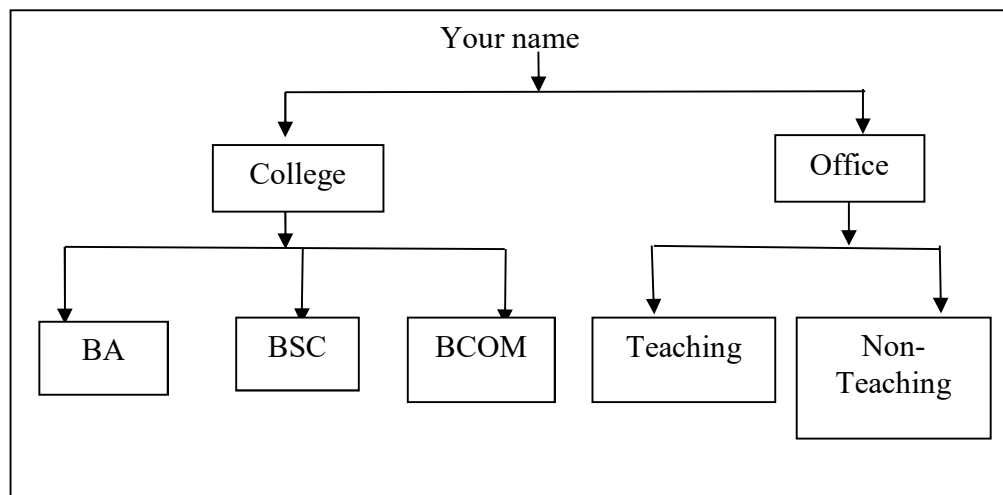 Your name
College
Office
BA
BSC
BCOM
Teaching
Non-
Teaching